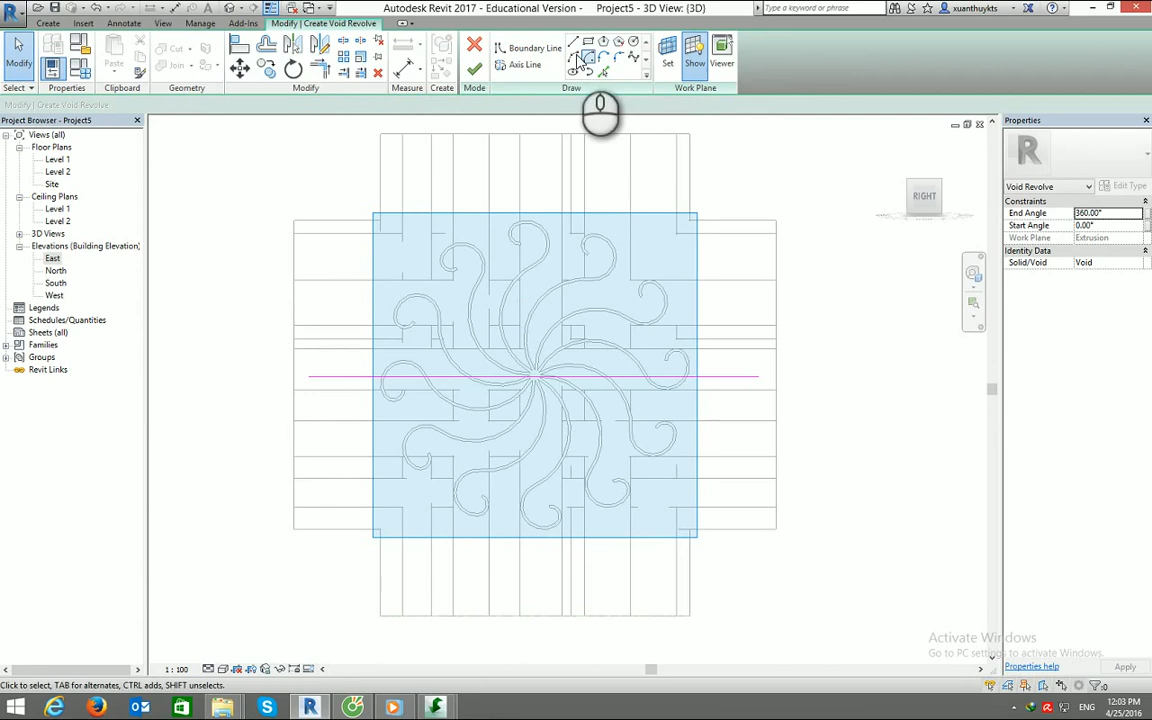 Autodesk Revit 2017 - Educational Version - Project5 - 3D View: {3D}
Type a keyword or phrase
xuanthuykts
Create
Insert
Annotate
View
Manage
Add-Ins
Modify | Create Void Revolve
Modify
Paste
Cut
Join
Boundary Line
Axis Line
Set
Show
Viewer
Select
Properties
Clipboard
Geometry
Modify
Measure
Create
Mode
Draw
Work Plane
Modify | Create Void Revolve
Project Browser - Project5
Views (all)
Floor Plans
Level 1
Level 2
Site
Ceiling Plans
Level 1
Level 2
3D Views
Elevations (Building Elevation)
East
North
South
West
Legends
Schedules/Quantities
Sheets (all)
Families
Groups
Revit Links
RIGHT
Properties
Void Revolve
Edit Type
Constraints
End Angle 360.00°
Start Angle 0.00°
Work Plane Extrusion
Identity Data
Solid/Void Void
Activate Windows
Go to PC settings to activate Windows.
Properties help
Apply
1 : 100
Click to select, TAB for alternates, CTRL adds, SHIFT unselects.
:0
ENG
12:03 PM
4/25/2016